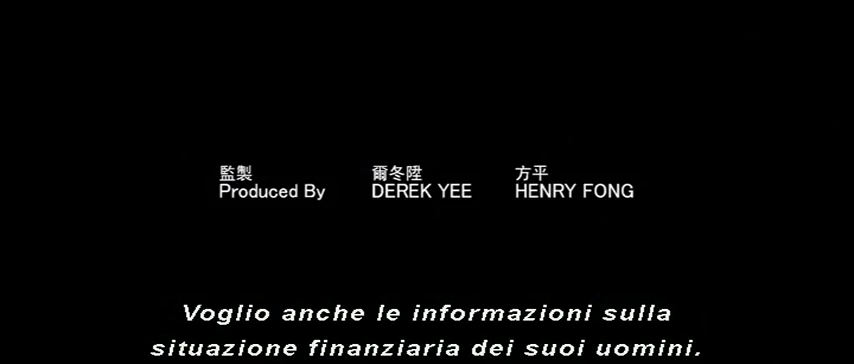 監製 爾冬陞 方平
Produced By DEREK YEE HENRY FONG
Voglio anche le informazioni sulla
situazione finanziaria dei suoi uomini.